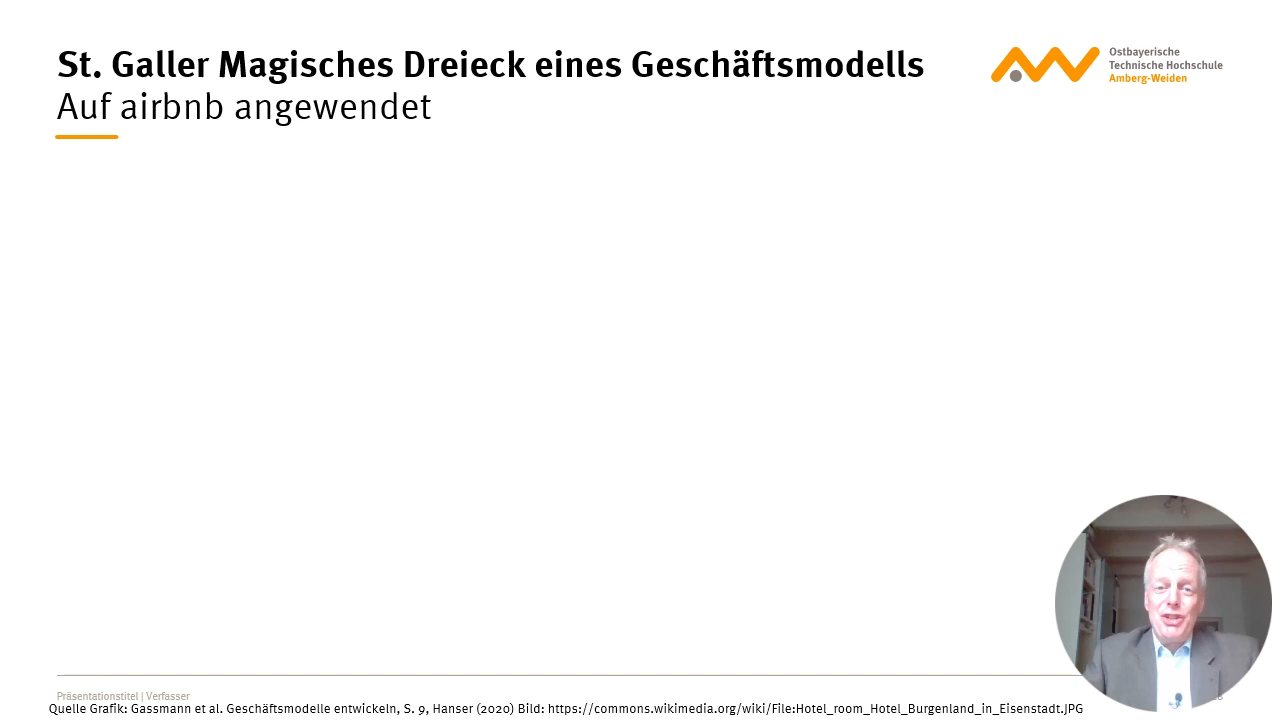 St. Galler Magisches Dreieck eines Geschäftsmodells
Auf airbnb angewendet
Ostbayerische
Technische Hochschule
Amberg-Weiden
Präsentationstitel | Verfasser
Quelle Grafik: Gassmann et al. Geschäftsmodelle entwickeln, S. 9, Hanser (2020) Bild: https://commons.wikimedia.org/wiki/File:Hotel_room_Hotel_Burgenland_in_Eisenstadt.JPG